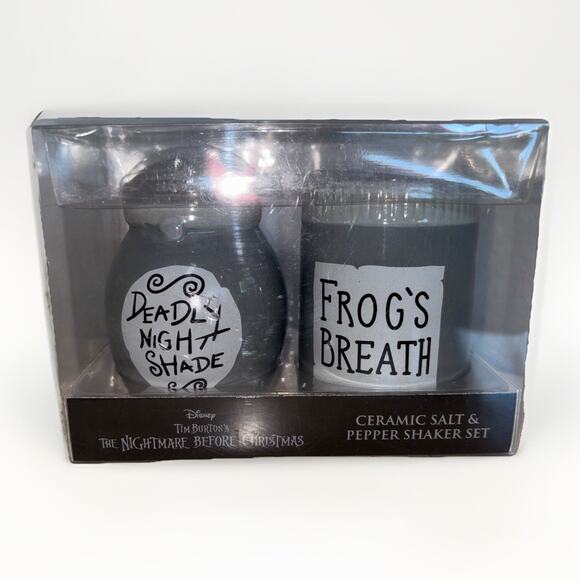 DEADLY
NIGHT
SHADE
FROG'S
BREATH
Disney
TIM BURTON'S
THE NIGHTMARE BEFORE CHRISTMAS
CERAMIC SALT &
PEPPER SHAKER SET